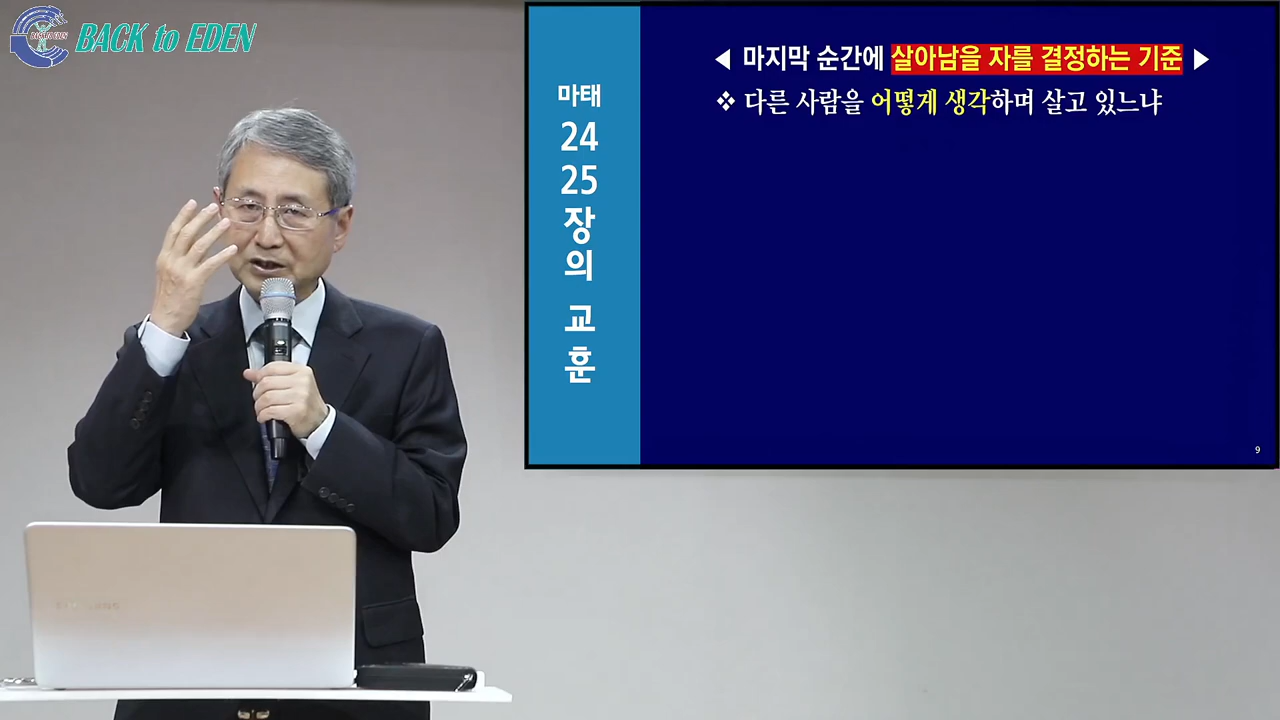 BACK to EDEN
마태
24
25
장
의
교
훈
◀ 마지막 순간에 살아남을 자를 결정하는 기준 ▶
❖ 다른 사람을 어떻게 생각하며 살고 있느냐
9